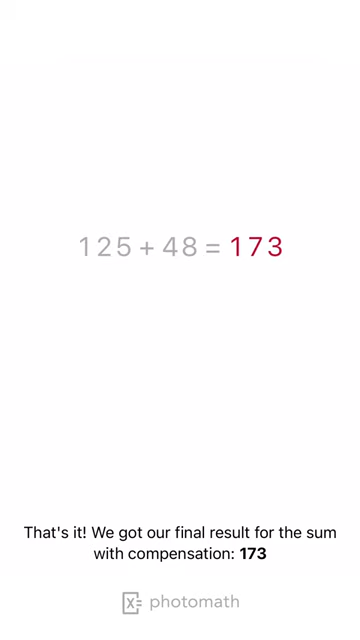 125 + 48 = 173
That's it! We got our final result for the sum
with compensation: 173
photomath